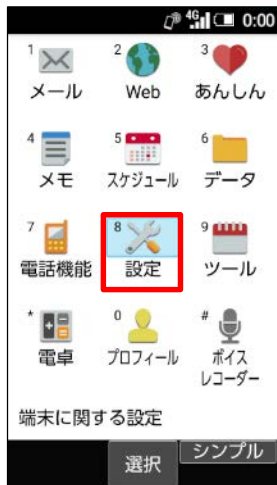 4G 0:00
1 2 3
メール Web あんしん
4 5 6
メモ スケジュール データ
7 8 9
電話機能 設定 ツール
* 0 #
電卓 プロフィール ボイス
レコーダー
端末に関する設定
選択 シンプル